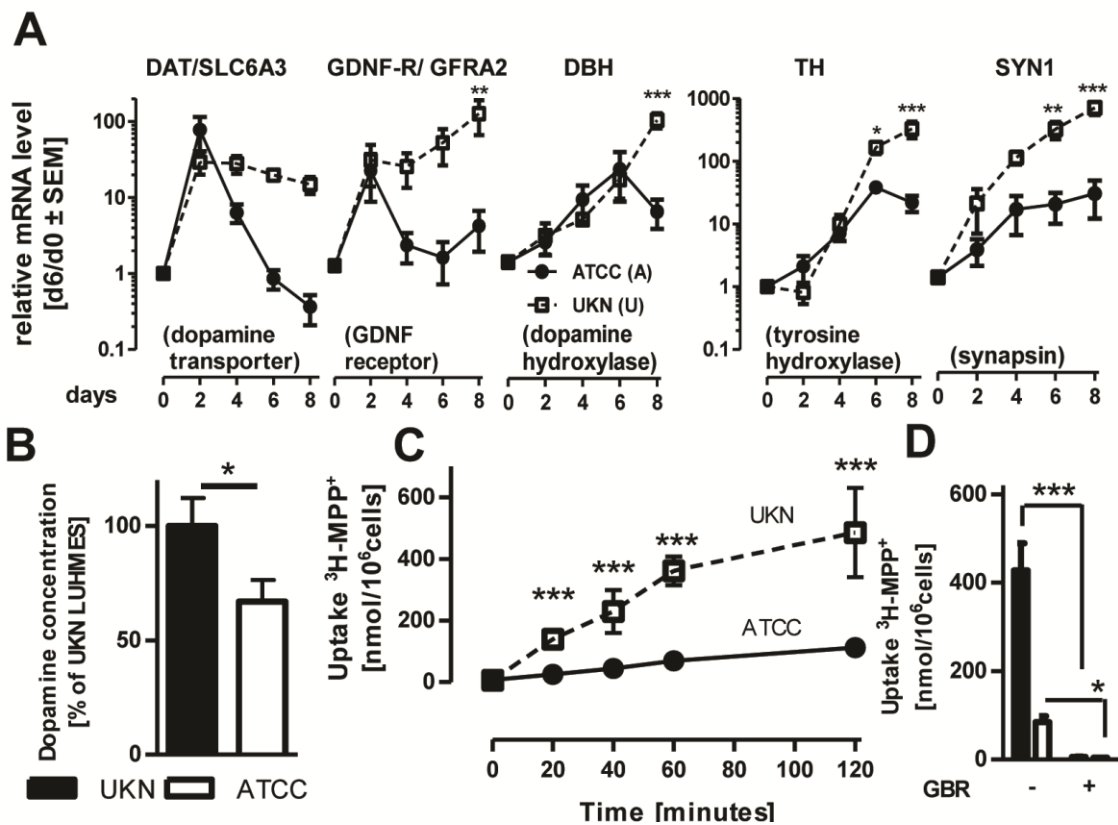 A
DAT/SLC6A3 GDNF-R/ GFRA2 DBH TH SYN1
relative mRNA level
[d6/d0 ± SEM]
100
10
1
0.1
1000
100
10
1
0.1
** *** * *** ** ***
ATCC (A)
UKN (U)
(dopamine
transporter)
(GDNF
receptor)
(dopamine
hydroxylase)
(tyrosine
hydroxylase)
(synapsin)
days
0 2 4 6 8 0 2 4 6 8 0 2 4 6 8 0 2 4 6 8 0 2 4 6 8
B
Dopamine concentration
[% of UKN LUHMES]
100
50
0
*
UKN ATCC
C
Uptake ³H-MPP⁺
[nmol/10⁶cells]
600
400
200
0
*** *** *** ***
UKN
ATCC
0 20 40 60 80 100 120
Time [minutes]
D
Uptake ³H-MPP⁺
[nmol/10⁶cells]
600
400
200
0
***
*
GBR - +